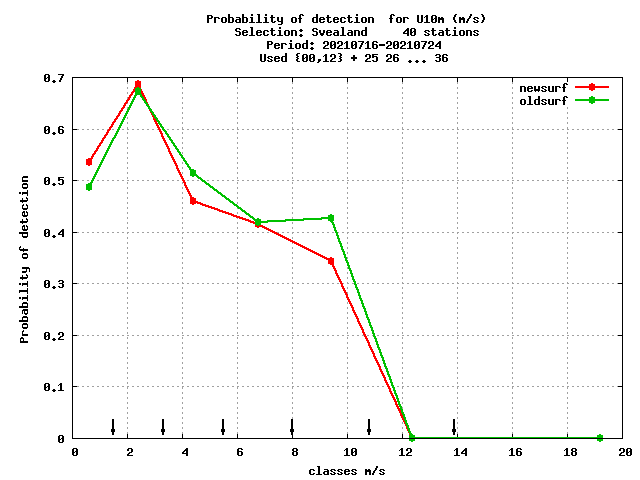 Probability of detection  for U10m (m/s)
Selection: Svealand     40 stations
Period: 20210716-20210724
Used {00,12} + 25 26 ... 36
newsurf
oldsurf
Probability of detection
0.7
0.6
0.5
0.4
0.3
0.2
0.1
0
0 2 4 6 8 10 12 14 16 18 20
classes m/s